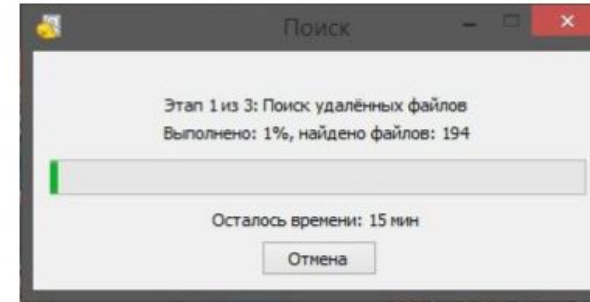 Поиск
Этап 1 из 3: Поиск удалённых файлов
Выполнено: 1%, найдено файлов: 194
Осталось времени: 15 мин
Отмена